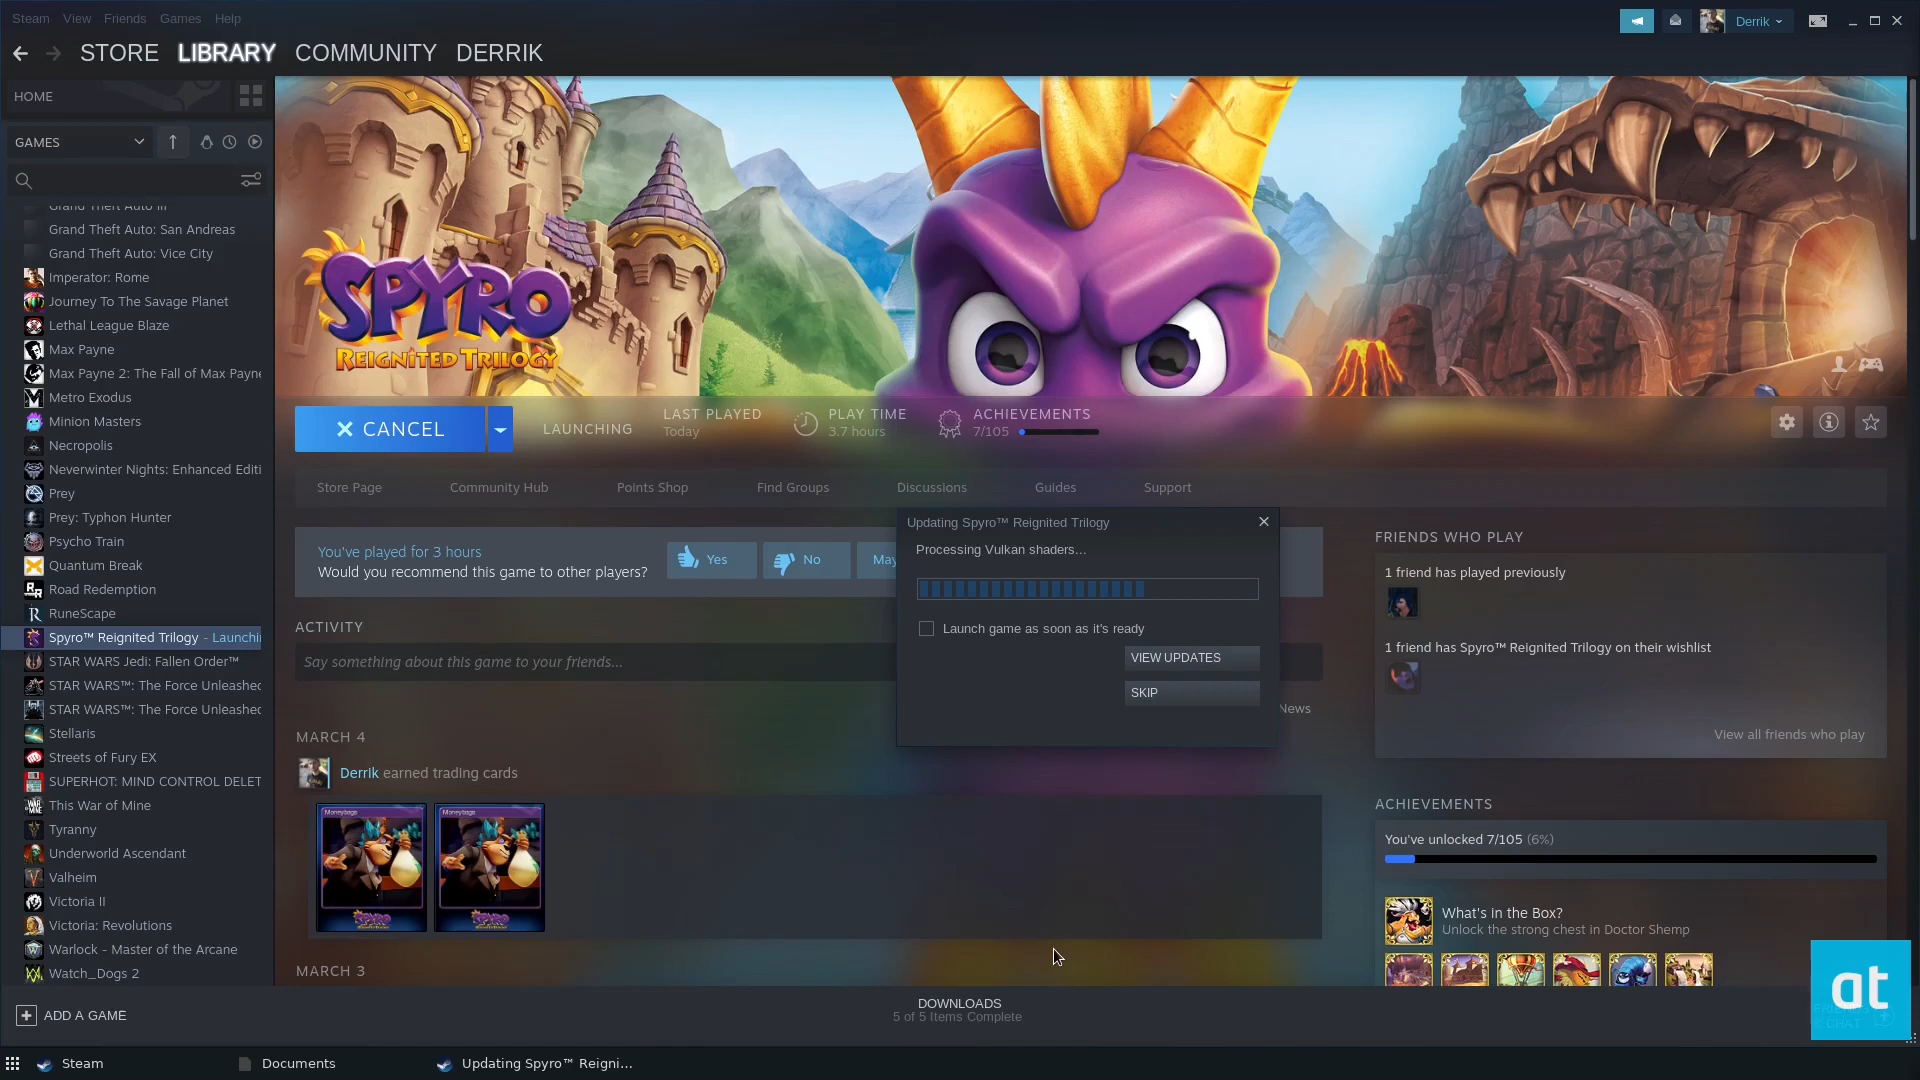 Steam View Friends Games Help
Derrik
STORE LIBRARY COMMUNITY DERRIK
HOME
GAMES
Grand Theft Auto III
Grand Theft Auto: San Andreas
Grand Theft Auto: Vice City
Imperator: Rome
Journey To The Savage Planet
Lethal League Blaze
Max Payne
Max Payne 2: The Fall of Max Payne
Metro Exodus
Minion Masters
Necropolis
Neverwinter Nights: Enhanced Editi
Prey
Prey: Typhon Hunter
Psycho Train
Quantum Break
Road Redemption
RuneScape
Spyro™ Reignited Trilogy - Launchi
STAR WARS Jedi: Fallen Order™
STAR WARS™: The Force Unleashed
STAR WARS™: The Force Unleashed
Stellaris
Streets of Fury EX
SUPERHOT: MIND CONTROL DELET
This War of Mine
Tyranny
Underworld Ascendant
Valheim
Victoria II
Victoria: Revolutions
Warlock - Master of the Arcane
Watch_Dogs 2
ADD A GAME
SPYRO
REIGNITED TRILOGY
CANCEL
LAUNCHING
LAST PLAYED
Today
PLAY TIME
3.7 hours
ACHIEVEMENTS
7/105
Store Page Community Hub Points Shop Find Groups Discussions Guides Support
You've played for 3 hours
Would you recommend this game to other players?
Yes No May
Updating Spyro™ Reignited Trilogy
Processing Vulkan shaders...
Launch game as soon as it's ready
VIEW UPDATES
SKIP
ACTIVITY
Say something about this game to your friends...
News
MARCH 4
Derrik earned trading cards
Moneybags
SPYRO
Moneybags
SPYRO
MARCH 3
FRIENDS WHO PLAY
1 friend has played previously
1 friend has Spyro™ Reignited Trilogy on their wishlist
View all friends who play
ACHIEVEMENTS
You've unlocked 7/105 (6%)
What's in the Box?
Unlock the strong chest in Doctor Shemp
at
DOWNLOADS
5 of 5 Items Complete
Steam
Documents
Updating Spyro™ Reigni...